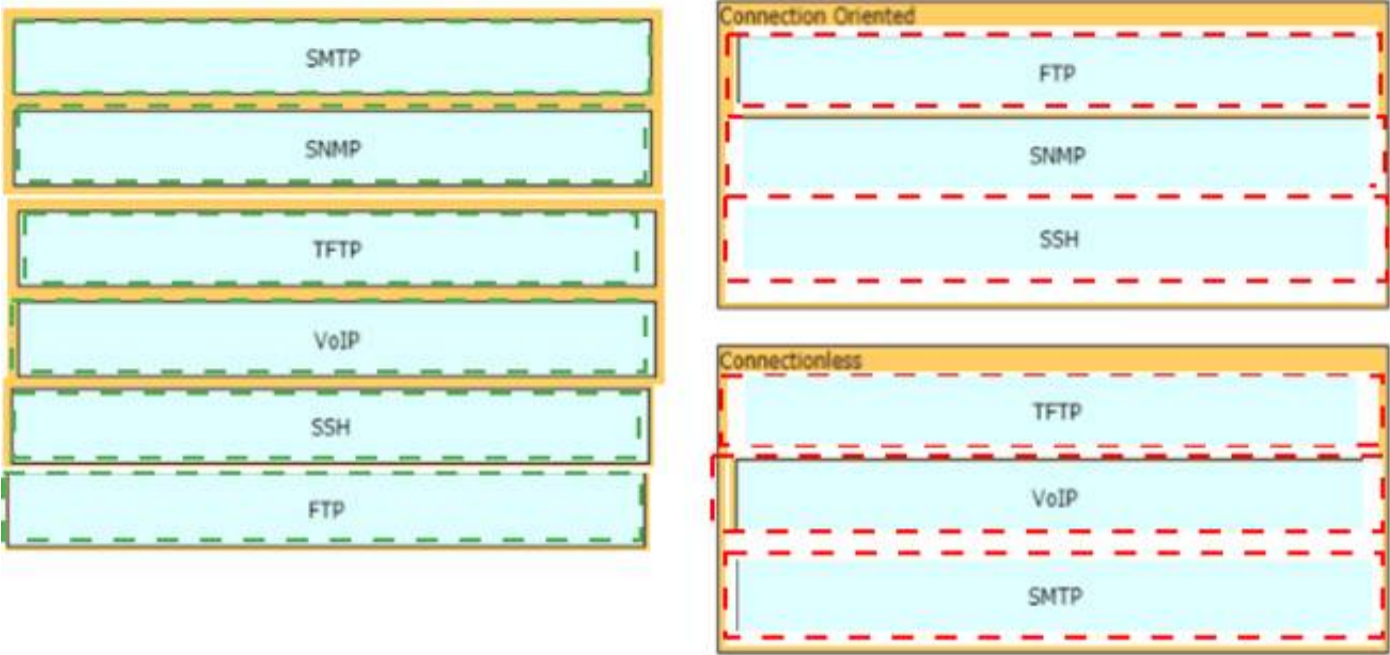 SMTP
SNMP
TFTP
VoIP
SSH
FTP
Connection Oriented
FTP
SNMP
SSH
Connectionless
TFTP
VoIP
SMTP